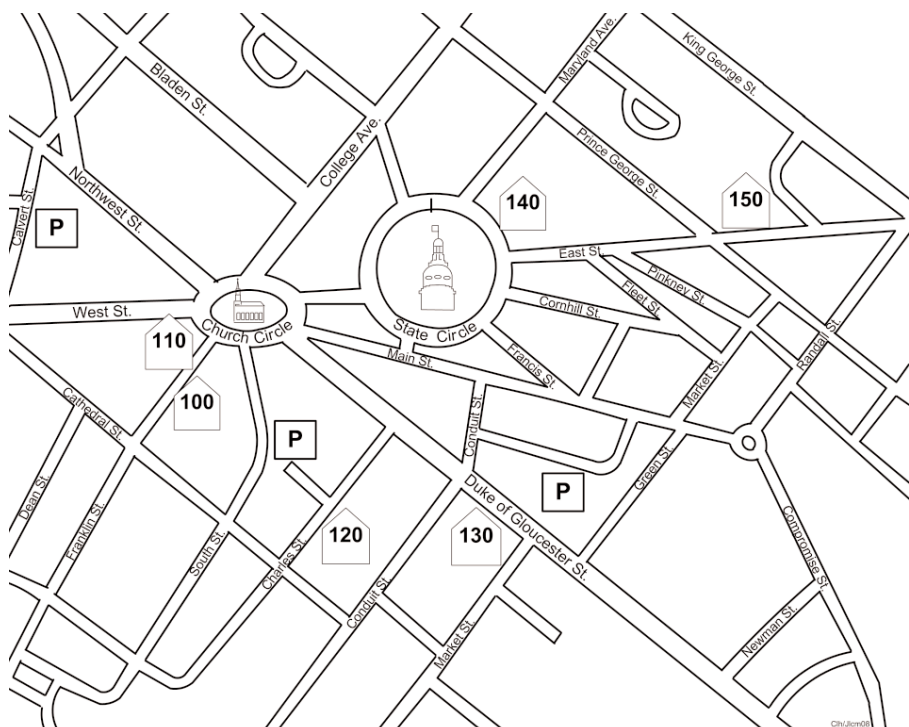 King George St.
Maryland Ave.
Bladen St.
College Ave.
Prince George St.
Northwest St.
Calvert St.
P
140
150
East St.
Pinkney St.
Fleet St.
Cornhill St.
West St.
Church Circle
State Circle
110
Main St.
Francis St.
Randall St.
Market St.
100
Cathedral St.
Conduit St.
P
Green St.
Dean St.
Franklin St.
P
Duke of Gloucester St.
120
130
South St.
Charles St.
Compromise St.
Conduit St.
Market St.
Newman St.
Clh/Jlcm08